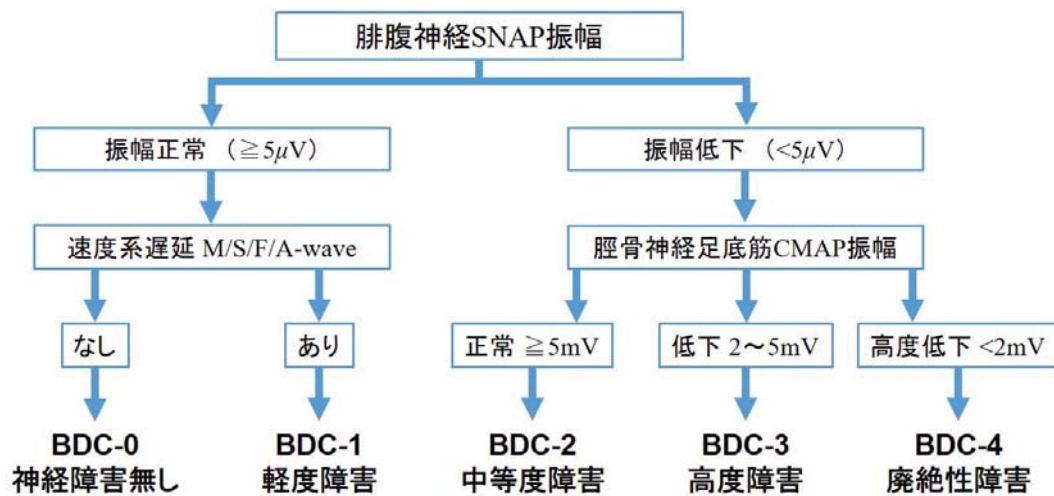 腓腹神経SNAP振幅
振幅正常 (≧5μV)
振幅低下 (<5μV)
速度系遅延 M/S/F/A-wave
脛骨神経足底筋CMAP振幅
なし
あり
正常 ≧5mV
低下 2～5mV
高度低下 <2mV
BDC-0
神経障害無し
BDC-1
軽度障害
BDC-2
中等度障害
BDC-3
高度障害
BDC-4
廃絶性障害